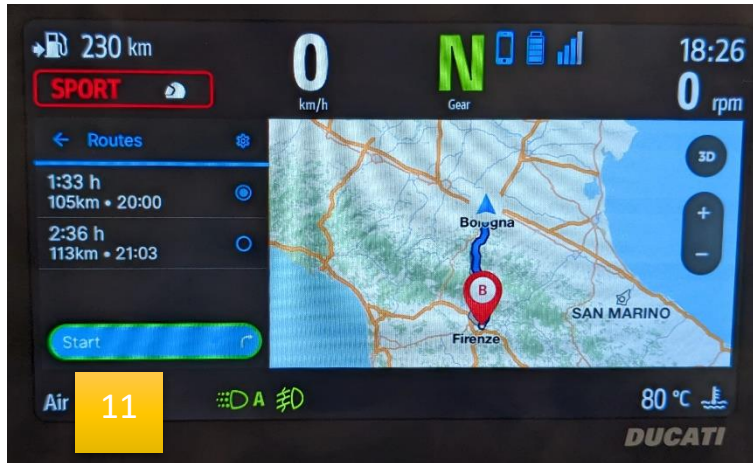 230 km
0
km/h
N
Gear
18:26
0 rpm
SPORT
← Routes
1:33 h
105km • 20:00
2:36 h
113km • 21:03
Start
3D
+
−
Bologna
B
Firenze
SAN MARINO
Air
11
A
80 °C
DUCATI